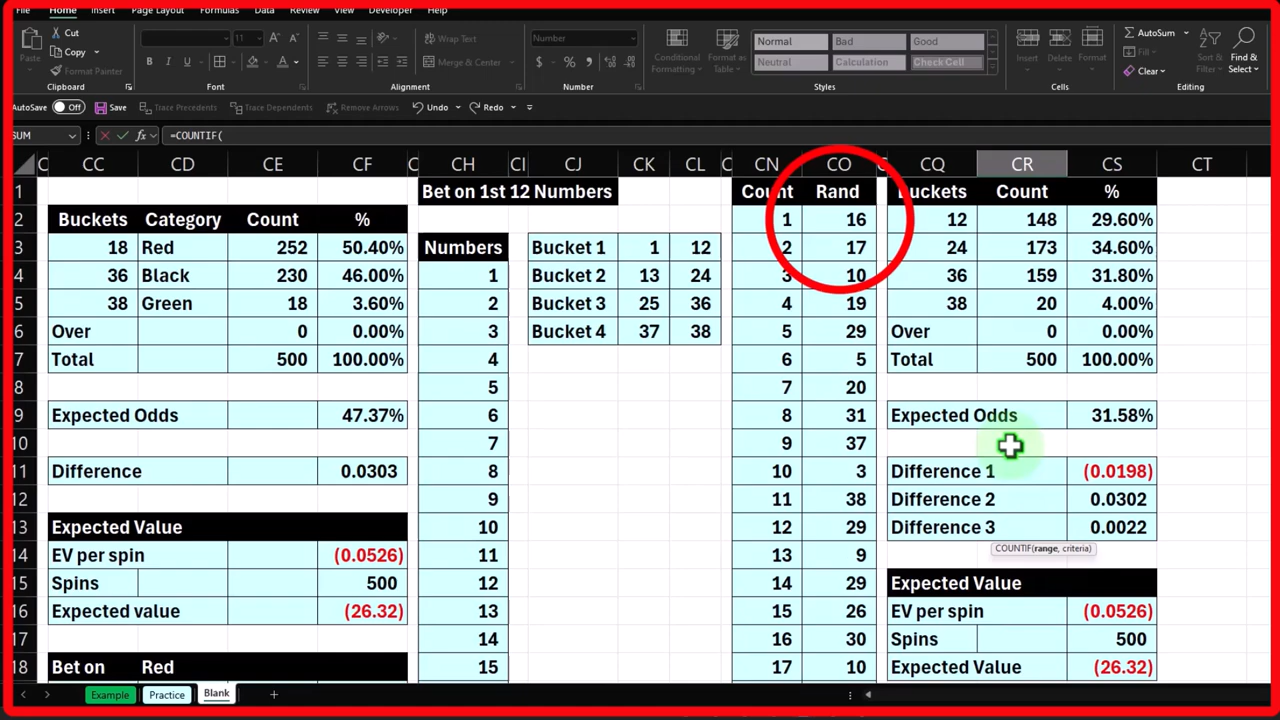 File Home Insert Page Layout Formulas Data Review View Developer Help
Cut
Copy
Paste
Format Painter
Clipboard
11
Font
Wrap Text
Merge & Center
Alignment
Number
Number
Conditional Formatting
Format as Table
Normal Bad Good
Neutral Calculation Check Cell
Styles
Insert Delete Format
Cells
AutoSum
Fill
Clear
Sort & Filter
Find & Select
Editing
AutoSave Off Save Trace Precedents Trace Dependents Remove Arrows Undo Redo
SUM fx =COUNTIF(
C CC CD CE CF C CH CI CJ CK CL C CN CO C CQ CR CS CT
1 Bet on 1st 12 Numbers Count Rand Buckets Count %
2 Buckets Category Count % 1 16 12 148 29.60%
3 18 Red 252 50.40% Numbers Bucket 1 1 12 2 17 24 173 34.60%
4 36 Black 230 46.00% 1 Bucket 2 13 24 3 10 36 159 31.80%
5 38 Green 18 3.60% 2 Bucket 3 25 36 4 19 38 20 4.00%
6 Over 0 0.00% 3 Bucket 4 37 38 5 29 Over 0 0.00%
7 Total 500 100.00% 4 6 5 Total 500 100.00%
8 5 7 20
9 Expected Odds 47.37% 6 8 31 Expected Odds 31.58%
10 7 9 37
11 Difference 0.0303 8 10 3 Difference 1 (0.0198)
12 9 11 38 Difference 2 0.0302
13 Expected Value 10 12 29 Difference 3 0.0022
COUNTIF(range, criteria)
14 EV per spin (0.0526) 11 13 9
15 Spins 500 12 14 29 Expected Value
16 Expected value (26.32) 13 15 26 EV per spin (0.0526)
17 14 16 30 Spins 500
18 Bet on Red 15 17 10 Expected Value (26.32)
Example Practice Blank